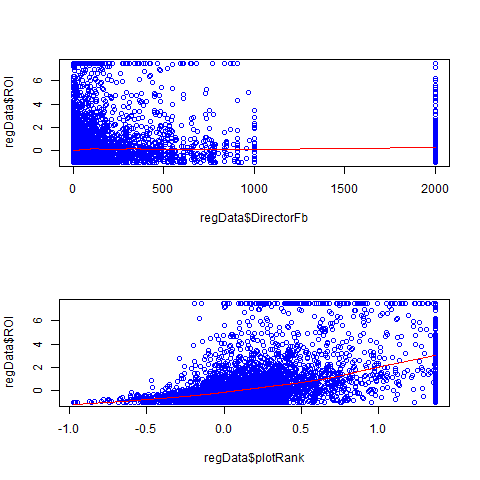 regData$ROI
0 2 4 6
0 500 1000 1500 2000
regData$DirectorFb
regData$ROI
0 2 4 6
-1.0 -0.5 0.0 0.5 1.0
regData$plotRank